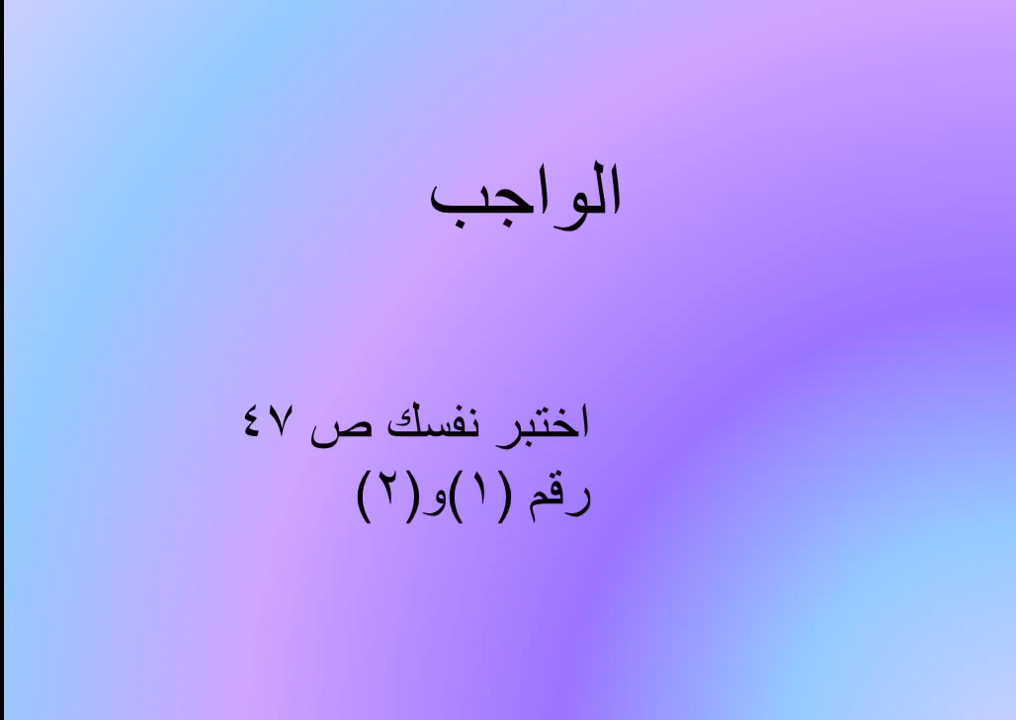 الواجب
اختبر نفسك ص ٤٧
رقم (١)و(٢)